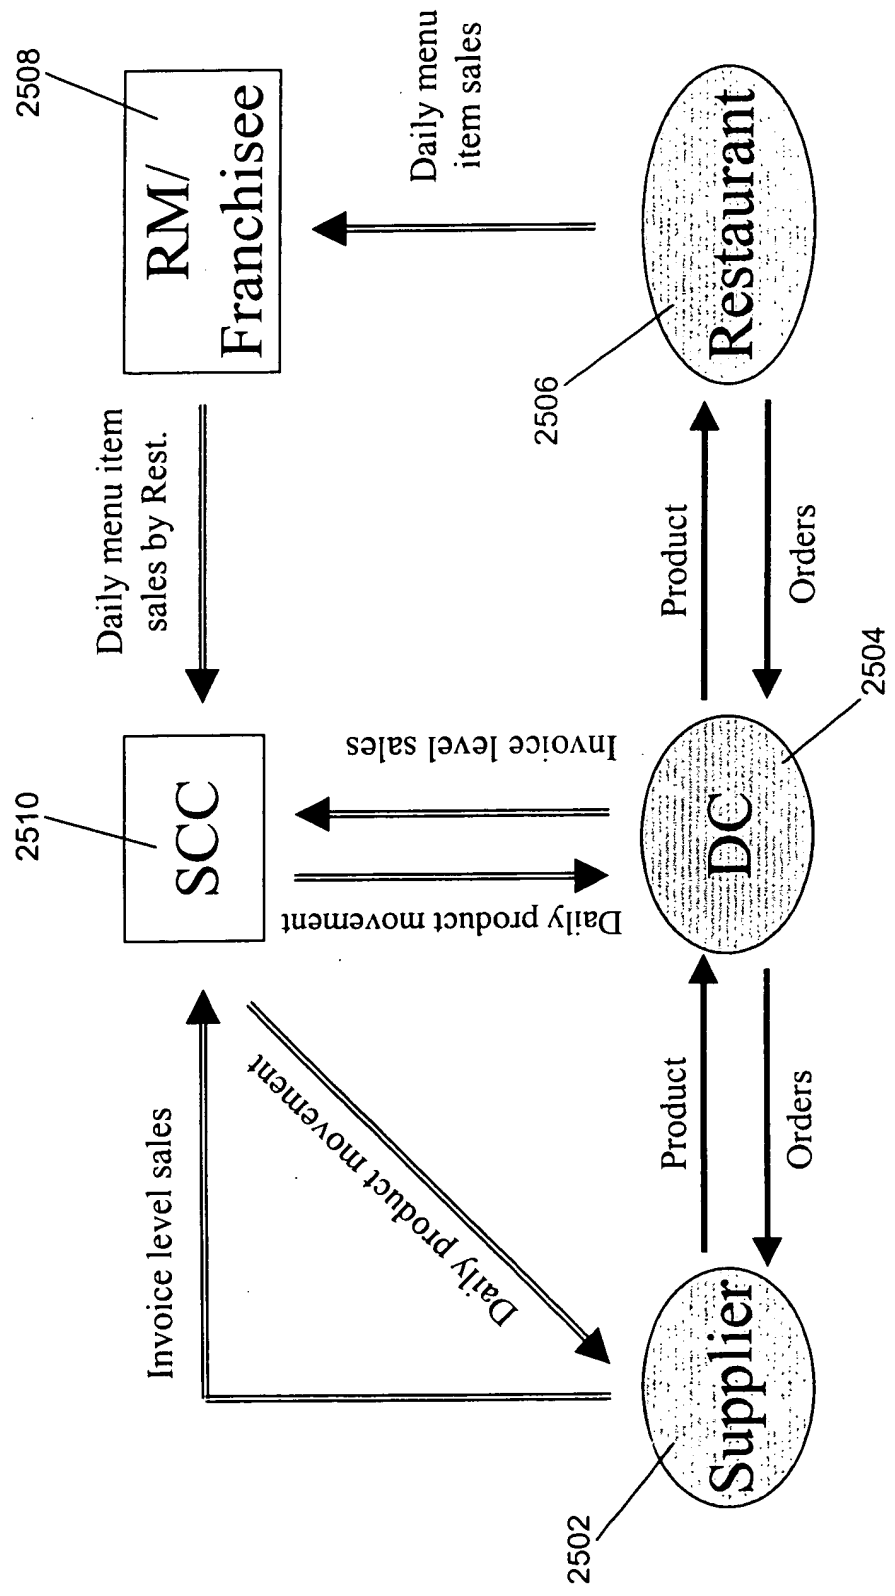 2510
2508
SCC
RM/
Franchisee
Daily menu item
sales by Rest.
Invoice level sales
Daily product movement
Daily product movement
Invoice level sales
Daily menu
item sales
2506
Supplier
DC
Restaurant
Product
Orders
Product
Orders
2502
2504